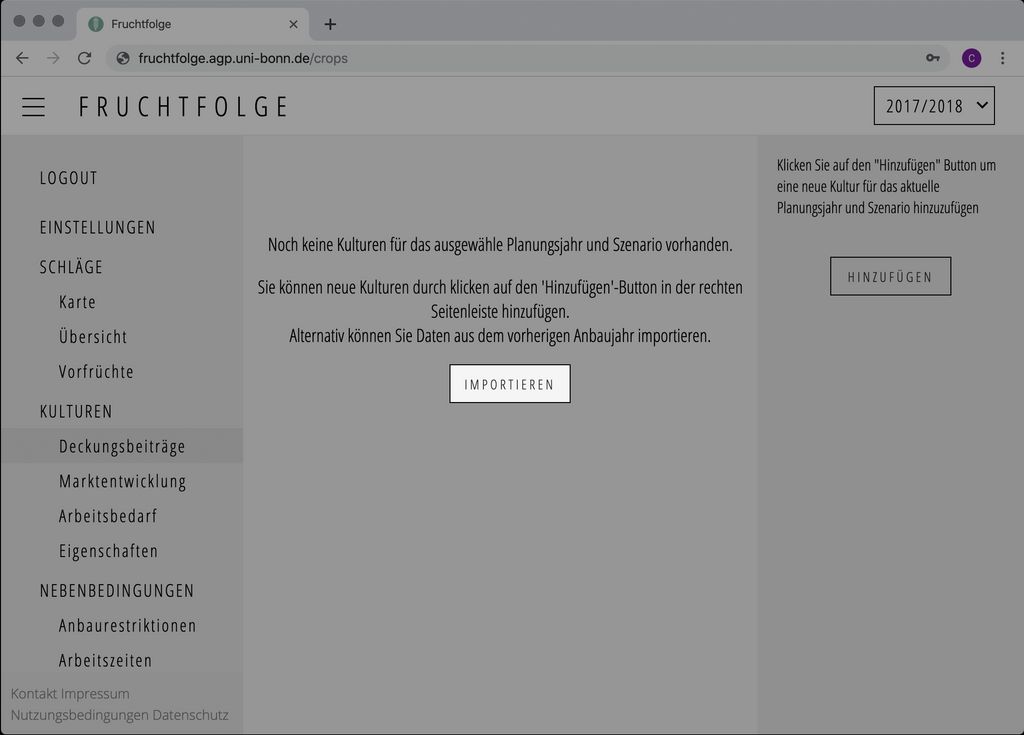 Fruchtfolge
fruchtfolge.agp.uni-bonn.de/crops
C
FRUCHTFOLGE
2017/2018
LOGOUT
EINSTELLUNGEN
SCHLÄGE
Karte
Übersicht
Vorfrüchte
KULTUREN
Deckungsbeiträge
Marktentwicklung
Arbeitsbedarf
Eigenschaften
NEBENBEDINGUNGEN
Anbaurestriktionen
Arbeitszeiten
Kontakt Impressum
Nutzungsbedingungen Datenschutz
Noch keine Kulturen für das ausgewähle Planungsjahr und Szenario vorhanden.
Sie können neue Kulturen durch klicken auf den 'Hinzufügen'-Button in der rechten
Seitenleiste hinzufügen.
Alternativ können Sie Daten aus dem vorherigen Anbaujahr importieren.
IMPORTIEREN
Klicken Sie auf den "Hinzufügen" Button um
eine neue Kultur für das aktuelle
Planungsjahr und Szenario hinzuzufügen
HINZUFÜGEN